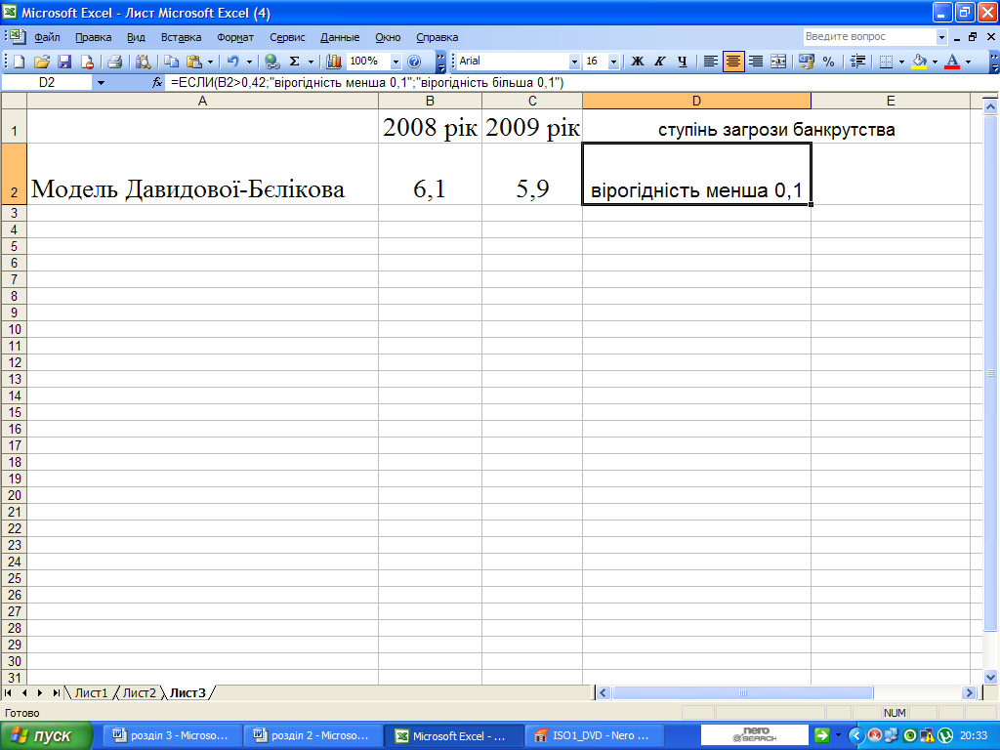 Microsoft Excel - Лист Microsoft Excel (4)
Файл Правка Вид Вставка Формат Сервис Данные Окно Справка Введите вопрос
100% Arial 16 Ж К Ч %
D2 fx =ЕСЛИ(B2>0,42;"вірогідність менша 0,1";"вірогідність більша 0,1")
A B C D E
1 2008 рік 2009 рік ступінь загрози банкрутства
2 Модель Давидової-Бєлікова 6,1 5,9 вірогідність менша 0,1
3
4
5
6
7
8
9
10
11
12
13
14
15
16
17
18
19
20
21
22
23
24
25
26
27
28
29
30
31
Лист1 Лист2 Лист3
Готово NUM
пуск розділ 3 - Microso... розділ 2 - Microso... Microsoft Excel - ... ISO1_DVD - Nero ... nero SEARCH 20:33